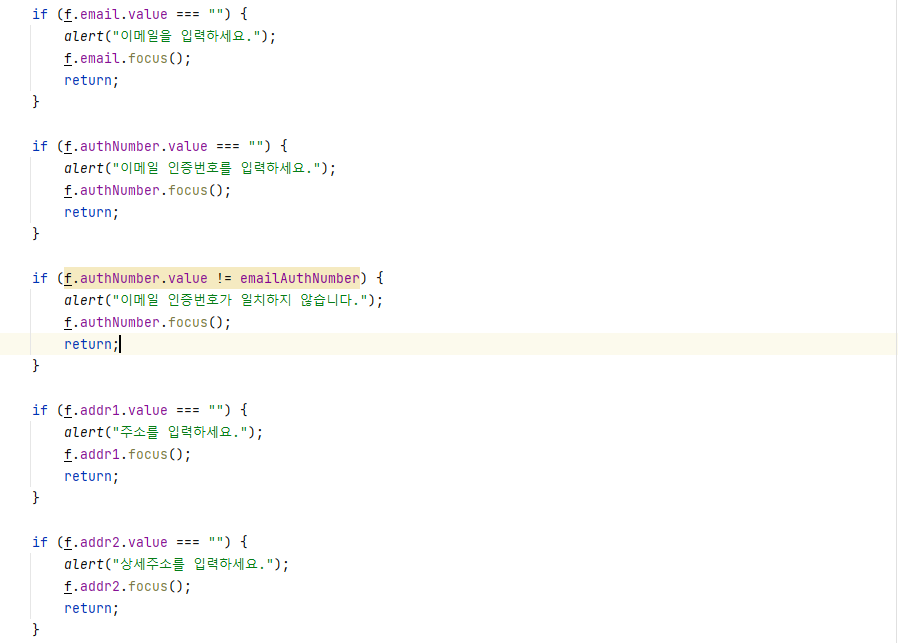 if (f.email.value === "") {
alert("이메일을 입력하세요.");
f.email.focus();
return;
}
if (f.authNumber.value === "") {
alert("이메일 인증번호를 입력하세요.");
f.authNumber.focus();
return;
}
if (f.authNumber.value != emailAuthNumber) {
alert("이메일 인증번호가 일치하지 않습니다.");
f.authNumber.focus();
return;
}
if (f.addr1.value === "") {
alert("주소를 입력하세요.");
f.addr1.focus();
return;
}
if (f.addr2.value === "") {
alert("상세주소를 입력하세요.");
f.addr2.focus();
return;
}